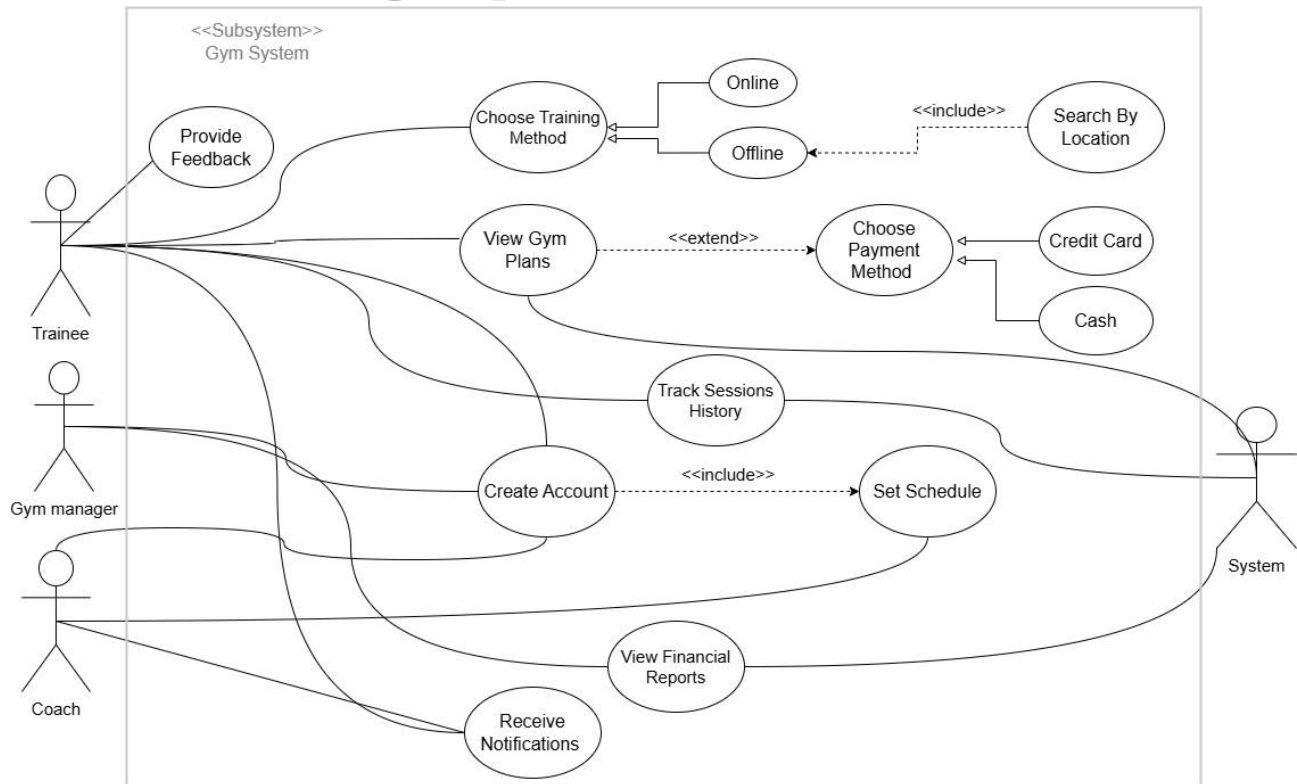 <<Subsystem>>
Gym System
Provide
Feedback
Choose Training
Method
Online
Offline
<<include>>
Search By
Location
Trainee
View Gym
Plans
<<extend>>
Choose
Payment
Method
Credit Card
Cash
Gym manager
Track Sessions
History
Create Account
<<include>>
Set Schedule
System
Coach
View Financial
Reports
Receive
Notifications